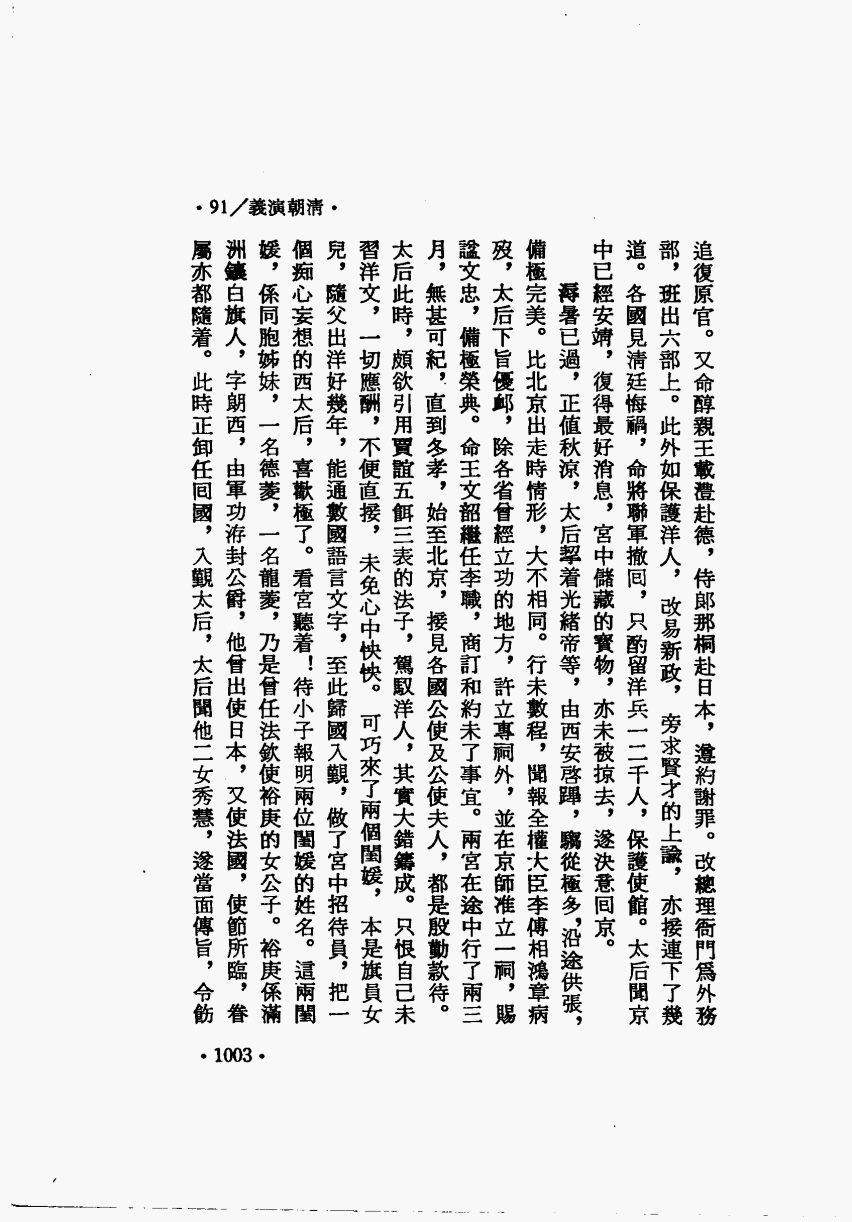 ·清朝演義／91·
追復原官。又命醇親王載灃赴德，侍郎那桐赴日本，遵約謝罪。改總理衙門爲外務
部，班出六部上。此外如保護洋人，改易新政，旁求賢才的上諭，亦接連下了幾
道。各國見清廷悔禍，命將聯軍撤回，只酌留洋兵一二千人，保護使館。太后聞京
中已經安靖，復得最好消息，宮中儲藏的寶物，亦未被掠去，遂決意回京。
溽暑已過，正値秋涼，太后挈着光緒帝等，由西安啓蹕，騶從極多，沿途供張，
備極完美。比北京出走時情形，大不相同。行未數程，聞報全權大臣李傅相鴻章病
歿，太后下旨優卹，除各省曾經立功的地方，許立專祠外，並在京師准立一祠，賜
諡文忠，備極榮典。命王文韶繼任李職，商訂和約未了事宜。兩宮在途中行了兩三
月，無甚可紀，直到冬孝，始至北京，接見各國公使及公使夫人，都是殷勤款待。
太后此時，頗欲引用賈誼五餌三表的法子，駕馭洋人，其實大錯鑄成。只恨自己未
習洋文，一切應酬，不便直接，未免心中怏怏。可巧來了兩個閨媛，本是旗員女
兒，隨父出洋好幾年，能通數國語言文字，至此歸國入覲，做了宮中招待員，把一
個痴心妄想的西太后，喜歡極了。看官聽着！待小子報明兩位閨媛的姓名。這兩閨
媛，係同胞姊妹，一名德菱，一名龍菱，乃是曾任法欽使裕庚的女公子。裕庚係滿
洲鑲白旗人，字朗西，由軍功洊封公爵，他曾出使日本，又使法國，使節所臨，眷
屬亦都隨着。此時正卸任回國，入覲太后，太后聞他二女秀慧，遂當面傳旨，令飭
·1003·